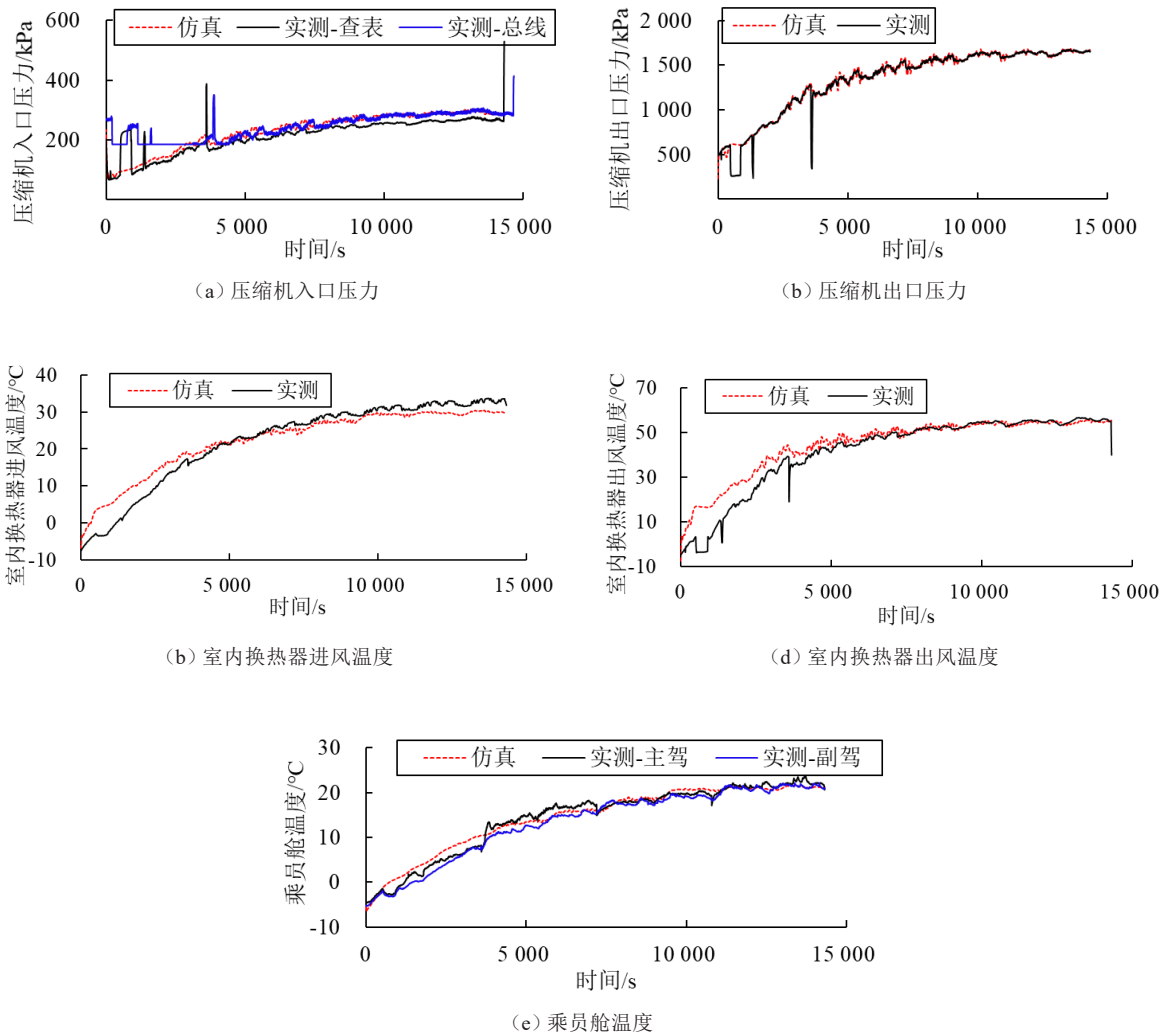 600
400
200
压缩机入口压力/kPa
仿真 实测-查表 实测-总线
0 5 000 10 000 15 000
时间/s
(a)压缩机入口压力
2 000
1 500
1 000
500
压缩机出口压力/kPa
仿真 实测
0 5 000 10 000 15 000
时间/s
(b)压缩机出口压力
40
30
20
10
0
-10
室内换热器进风温度/℃
仿真 实测
0 5 000 10 000 15 000
时间/s
(b)室内换热器进风温度
70
50
30
10
-10
室内换热器出风温度/℃
仿真 实测
0 5 000 10 000 15 000
时间/s
(d)室内换热器出风温度
30
20
10
0
-10
乘员舱温度/℃
仿真 实测-主驾 实测-副驾
0 5 000 10 000 15 000
时间/s
(e)乘员舱温度